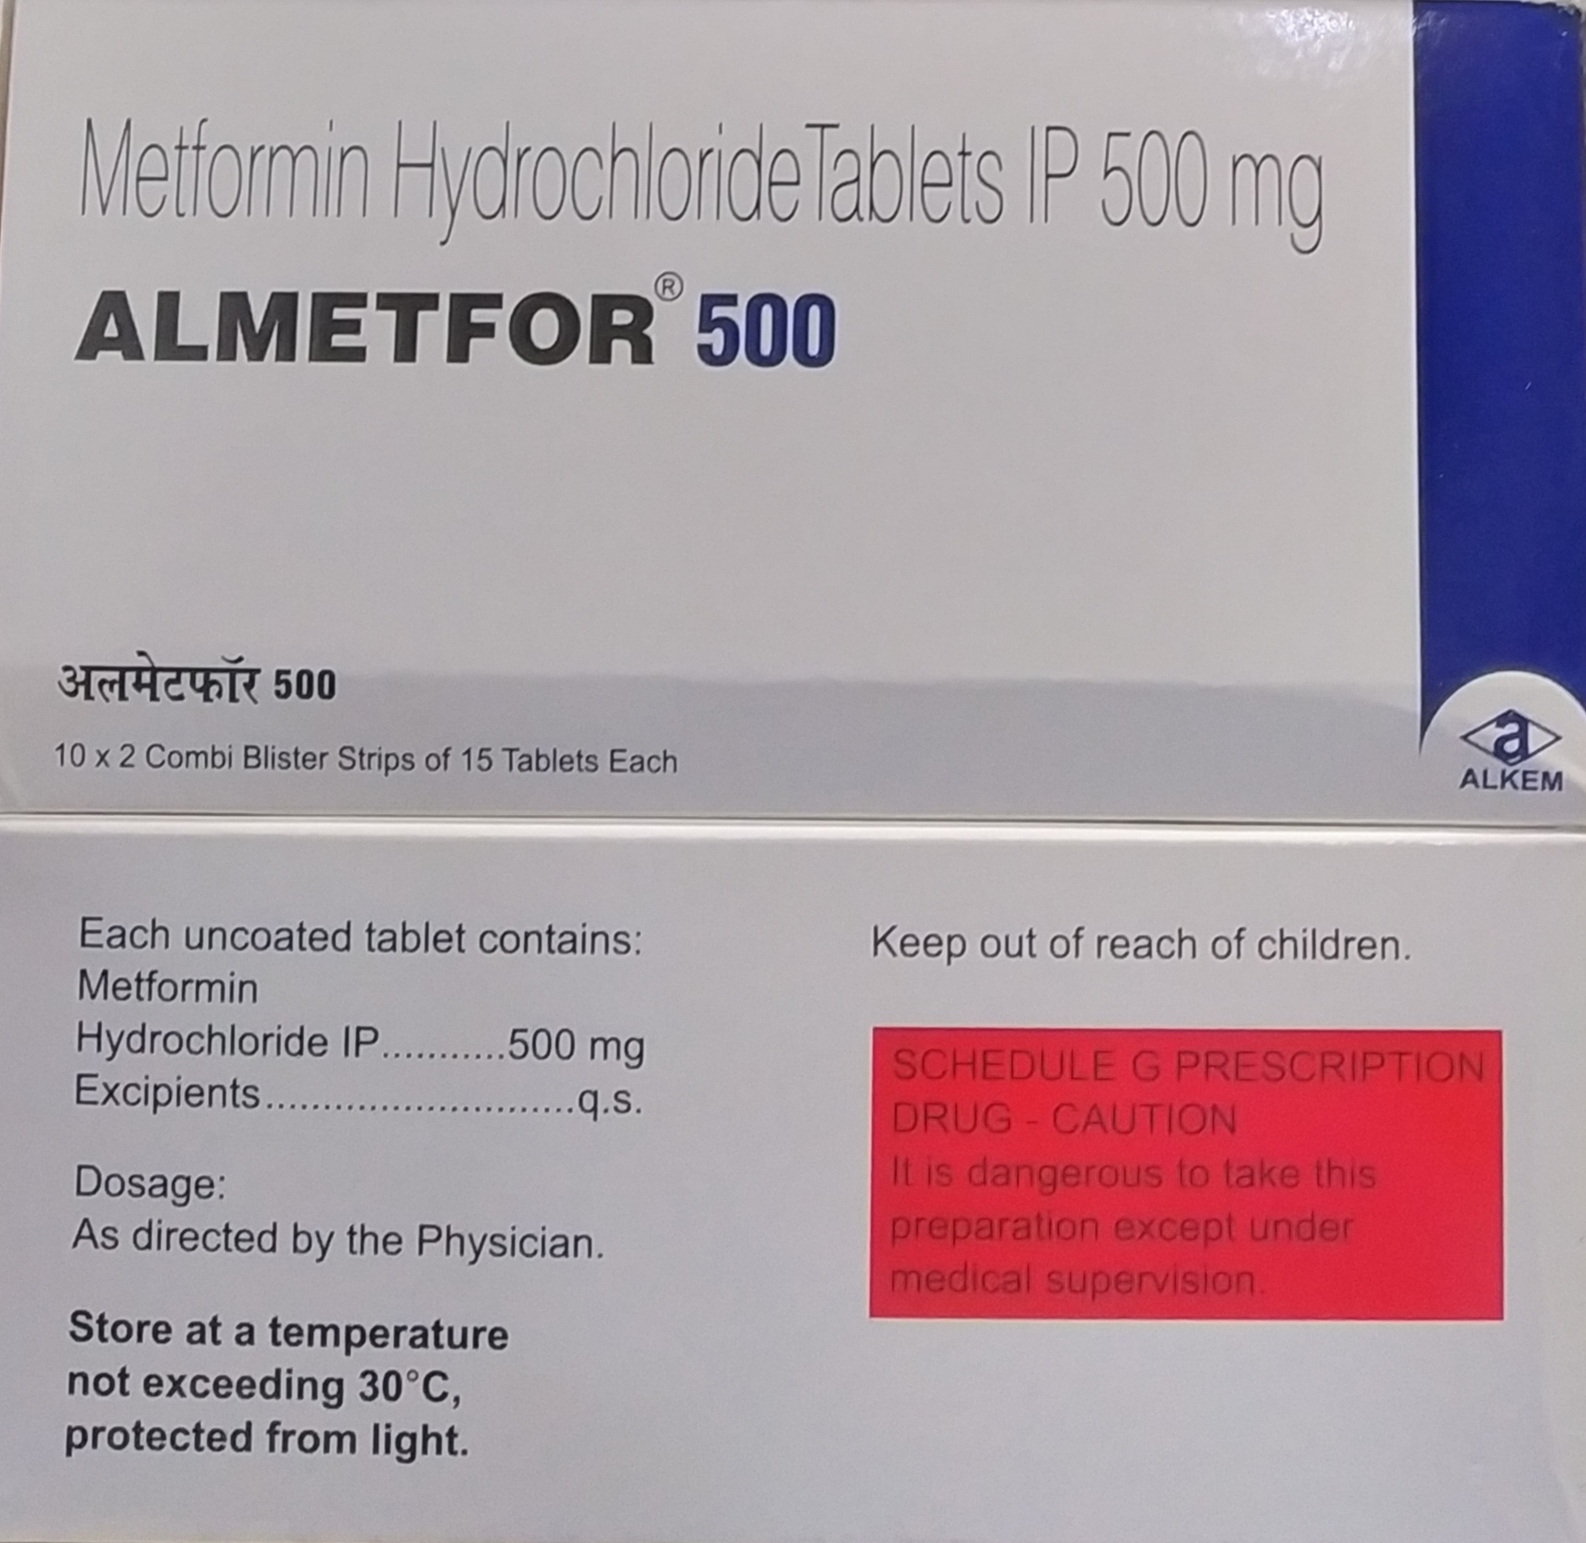 Metformin Hydrochloride Tablets IP 500 mg
ALMETFOR® 500
अलमेटफॉर 500
10 x 2 Combi Blister Strips of 15 Tablets Each
a
ALKEM
Each uncoated tablet contains:
Metformin
Hydrochloride IP...........500 mg
Excipients...........................q.s.
Dosage:
As directed by the Physician.
Store at a temperature
not exceeding 30°C,
protected from light.
Keep out of reach of children.
SCHEDULE G PRESCRIPTION
DRUG - CAUTION
It is dangerous to take this
preparation except under
medical supervision.